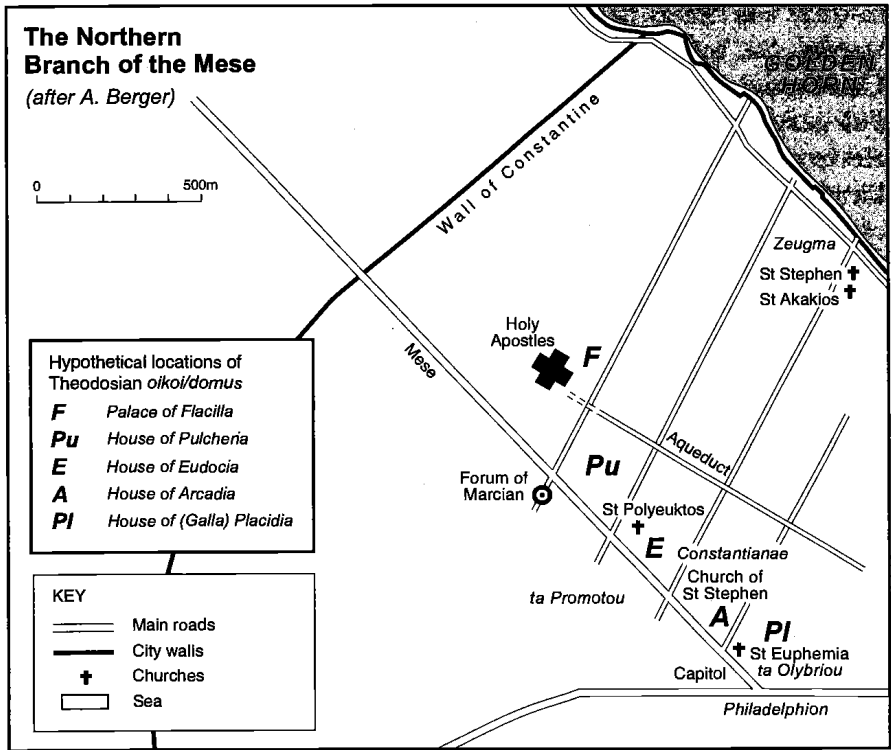 The Northern
Branch of the Mese
(after A. Berger)
0 500m
GOLDEN
HORN
Wall of Constantine
Mese
Zeugma
St Stephen
St Akakios
Holy
Apostles
F
Aqueduct
Pu
Forum of
Marcian
St Polyeuktos
E
Constantianae
Church of
St Stephen
ta Promotou
A
Pl
St Euphemia
ta Olybriou
Capitol
Philadelphion
Hypothetical locations of
Theodosian oikoi/domus
F Palace of Flacilla
Pu House of Pulcheria
E House of Eudocia
A House of Arcadia
Pl House of (Galla) Placidia
KEY
Main roads
City walls
Churches
Sea